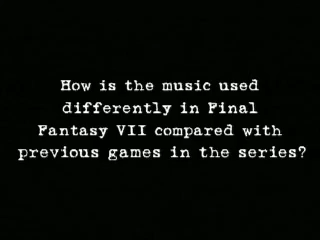 How is the music used
differently in Final
Fantasy VII compared with
previous games in the series?